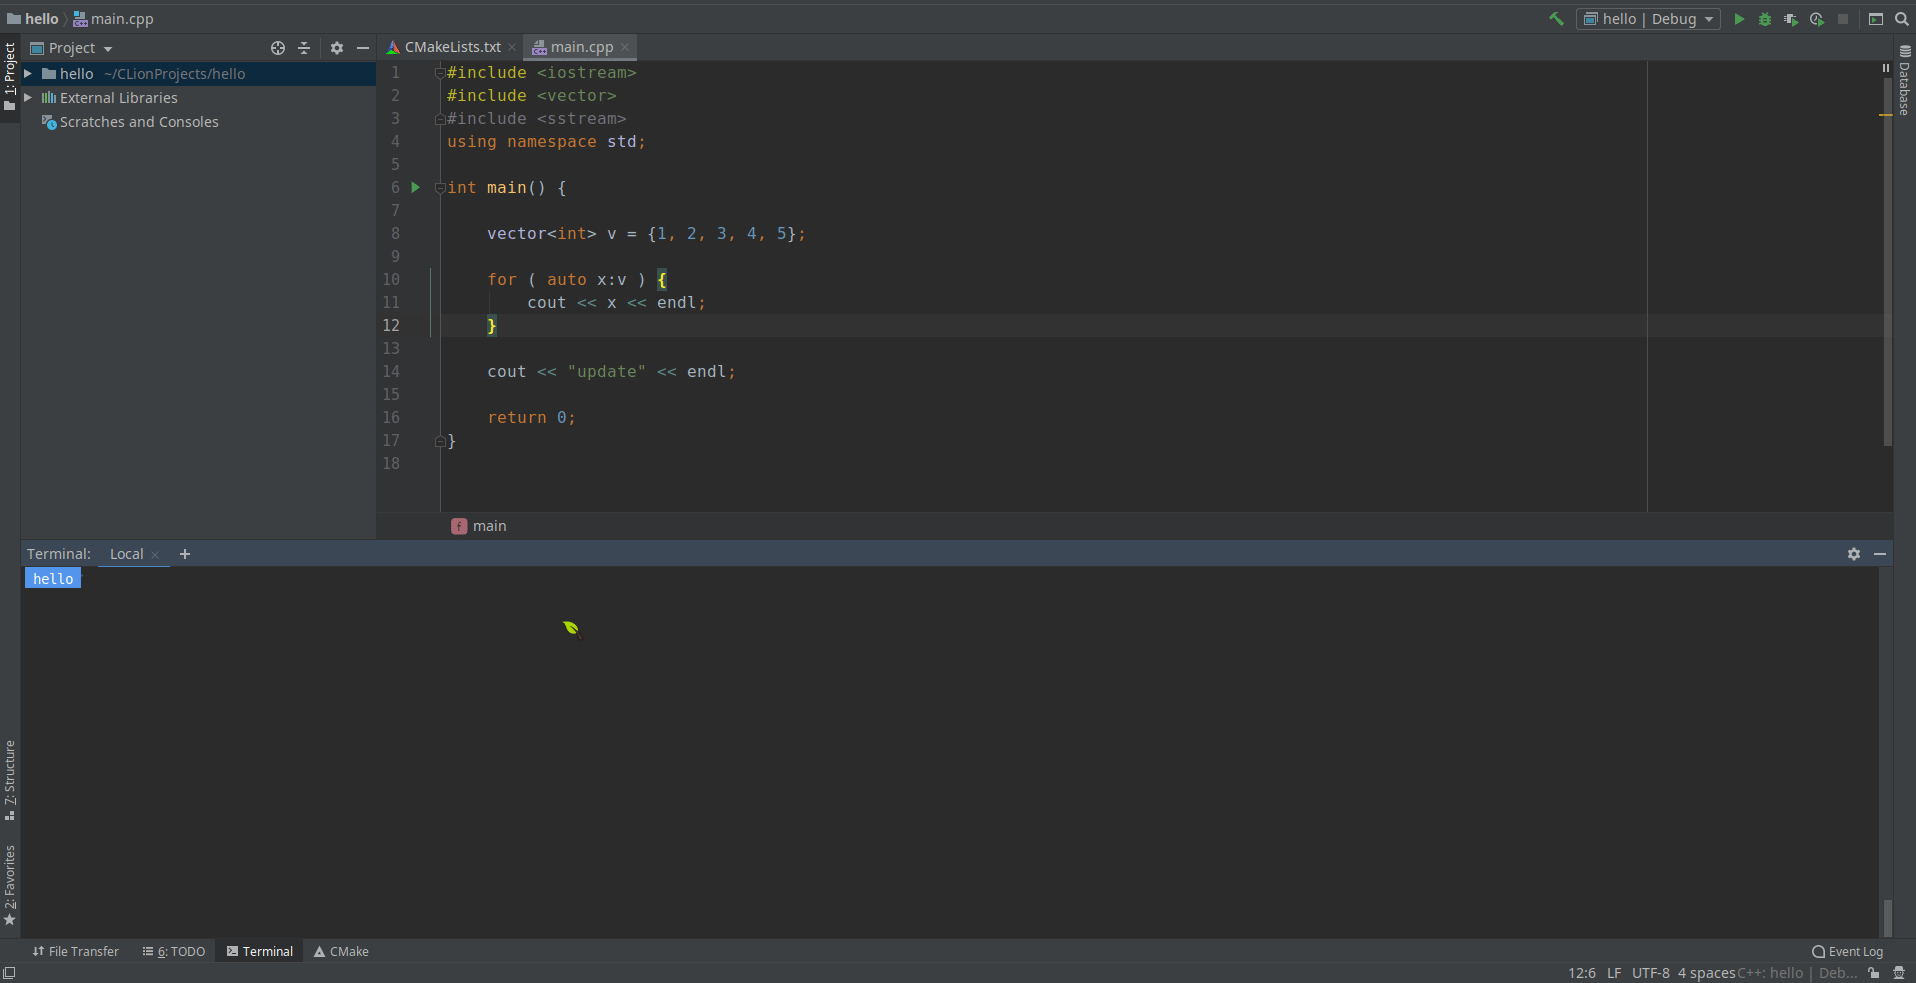 hello main.cpp
hello | Debug
1: Project
Project
CMakeLists.txt main.cpp
Database
hello ~/CLionProjects/hello
External Libraries
Scratches and Consoles
1 #include <iostream>
2 #include <vector>
3 #include <sstream>
4 using namespace std;
5
6 int main() {
7
8 vector<int> v = {1, 2, 3, 4, 5};
9
10 for ( auto x:v ) {
11 cout << x << endl;
12 }
13
14 cout << "update" << endl;
15
16 return 0;
17 }
18
f main
Terminal: Local +
hello
7: Structure
2: Favorites
File Transfer 6: TODO Terminal CMake Event Log
12:6 LF UTF-8 4 spaces C++: hello | Deb...